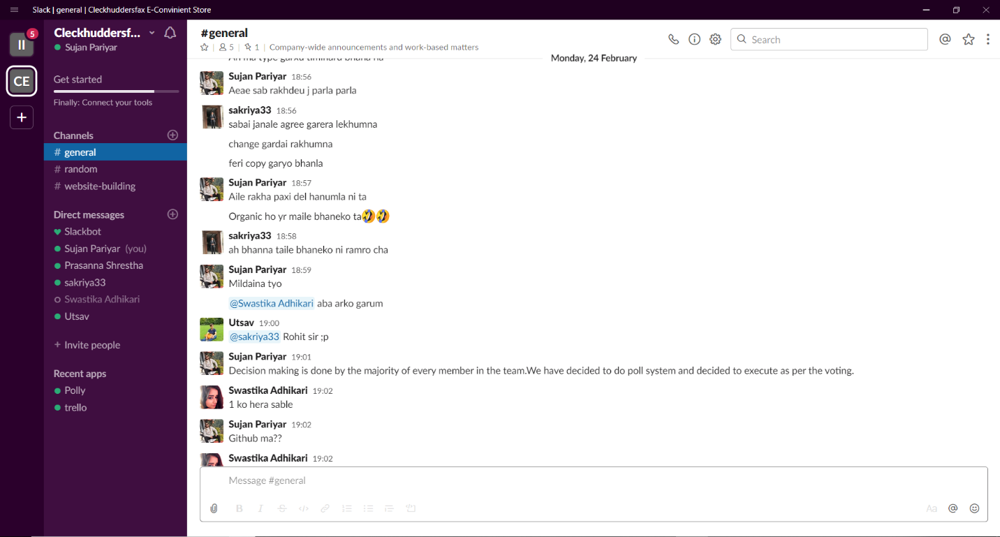 Slack | general | Cleckhuddersfax E-Convinient Store
5
II
CE
+
Cleckhuddersf...
Sujan Pariyar
Get started
Finally: Connect your tools
Channels
# general
# random
# website-building
Direct messages
Slackbot
Sujan Pariyar (you)
Prasanna Shrestha
sakriya33
Swastika Adhikari
Utsav
+ Invite people
Recent apps
Polly
trello
#general
5 | 1 | Company-wide announcements and work-based matters
Search
Monday, 24 February
Sujan Pariyar 18:56
Aeae sab rakhdeu j parla parla
sakriya33 18:56
sabai janale agree garera lekhumna
change gardai rakhumna
feri copy garyo bhanla
Sujan Pariyar 18:57
Aile rakha paxi del hanumla ni ta
Organic ho yr maile bhaneko ta🤣🤣
sakriya33 18:58
ah bhanna taile bhaneko ni ramro cha
Sujan Pariyar 18:59
Mildaina tyo
@Swastika Adhikari aba arko garum
Utsav 19:00
@sakriya33 Rohit sir ;p
Sujan Pariyar 19:01
Decision making is done by the majority of every member in the team.We have decided to do poll system and decided to execute as per the voting.
Swastika Adhikari 19:02
1 ko hera sable
Sujan Pariyar 19:02
Github ma??
Swastika Adhikari 19:02
Message #general
B I S </> Aa @